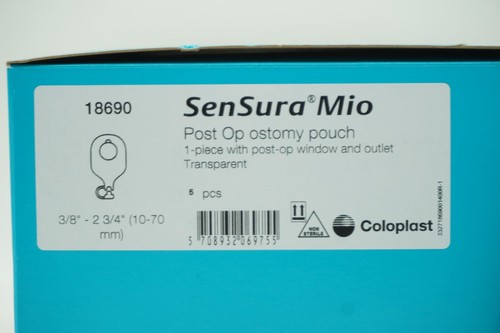 18690
SenSura® Mio
Post Op ostomy pouch
1-piece with post-op window and outlet
Transparent
5 pcs
3/8" - 2 3/4" (10-70
mm)
5 708932 069755
NON
STERILE
Coloplast